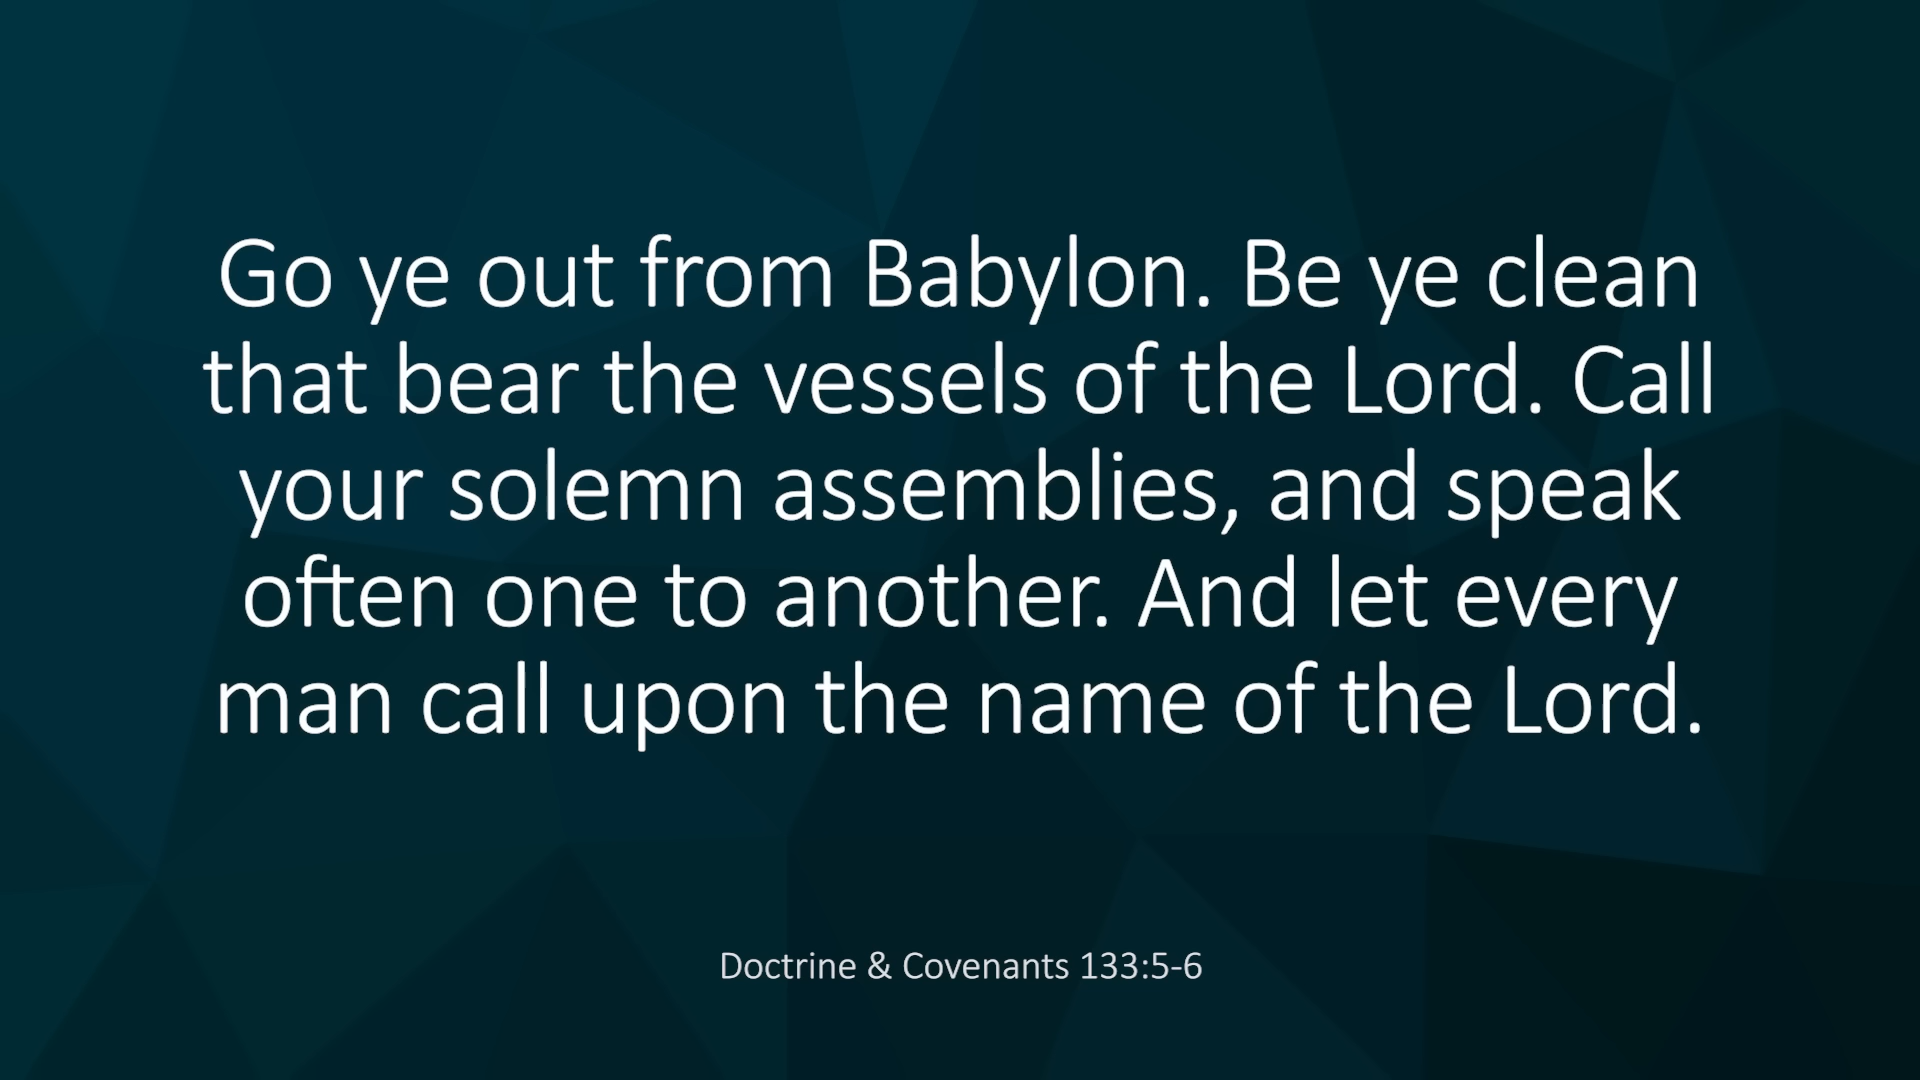 Go ye out from Babylon. Be ye clean
that bear the vessels of the Lord. Call
your solemn assemblies, and speak
often one to another. And let every
man call upon the name of the Lord.
Doctrine & Covenants 133:5-6